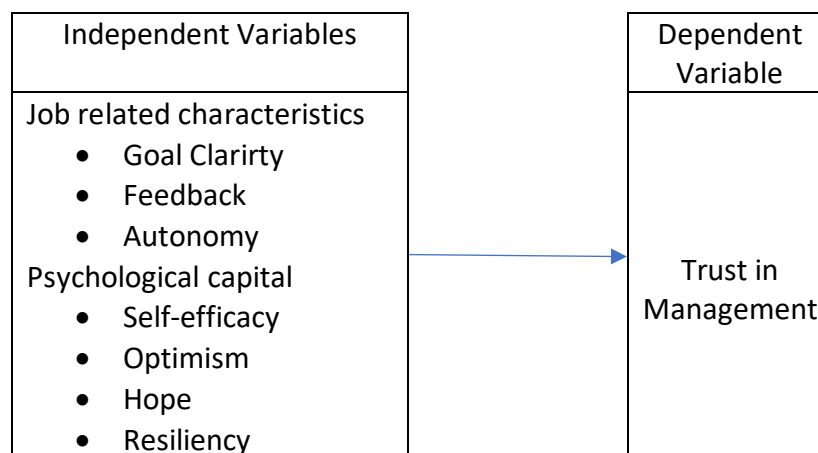 Independent Variables
Job related characteristics
• Goal Clarirty
• Feedback
• Autonomy
Psychological capital
• Self-efficacy
• Optimism
• Hope
• Resiliency
Dependent
Variable
Trust in
Management